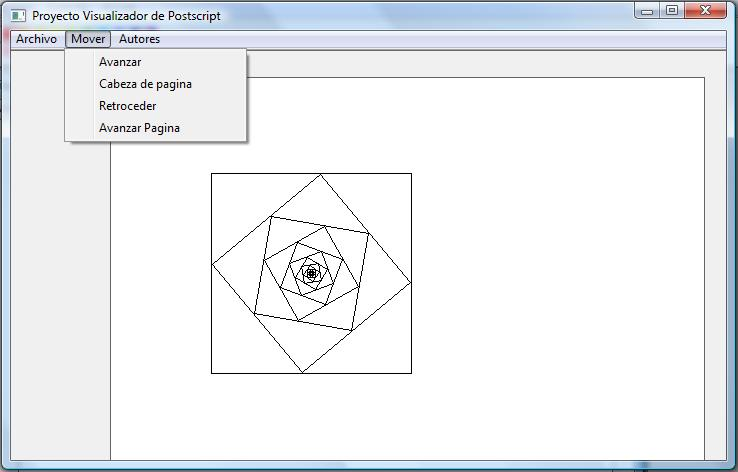 Proyecto Visualizador de Postscript
Archivo Mover Autores
Avanzar
Cabeza de pagina
Retroceder
Avanzar Pagina